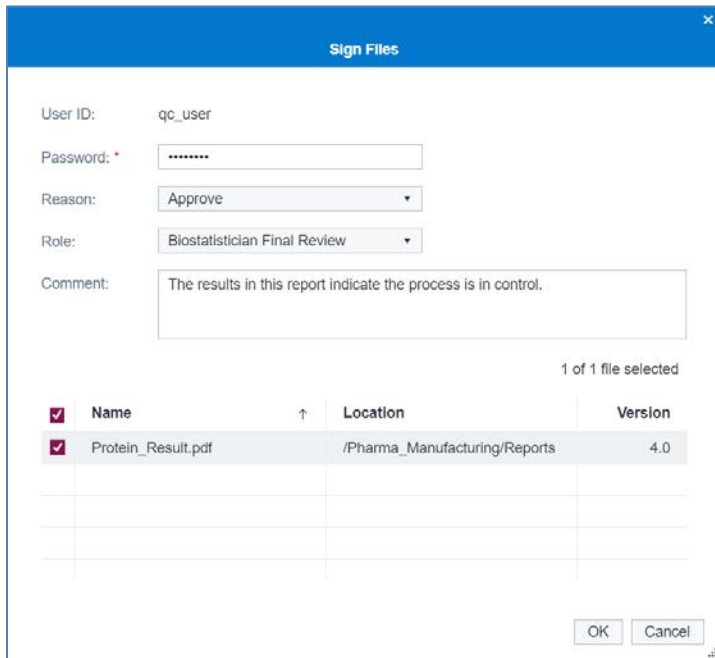 Sign Files
User ID: qc_user
Password: * ••••••••
Reason: Approve
Role: Biostatistician Final Review
Comment: The results in this report indicate the process is in control.
1 of 1 file selected
Name ↑ Location Version
Protein_Result.pdf /Pharma_Manufacturing/Reports 4.0
OK Cancel